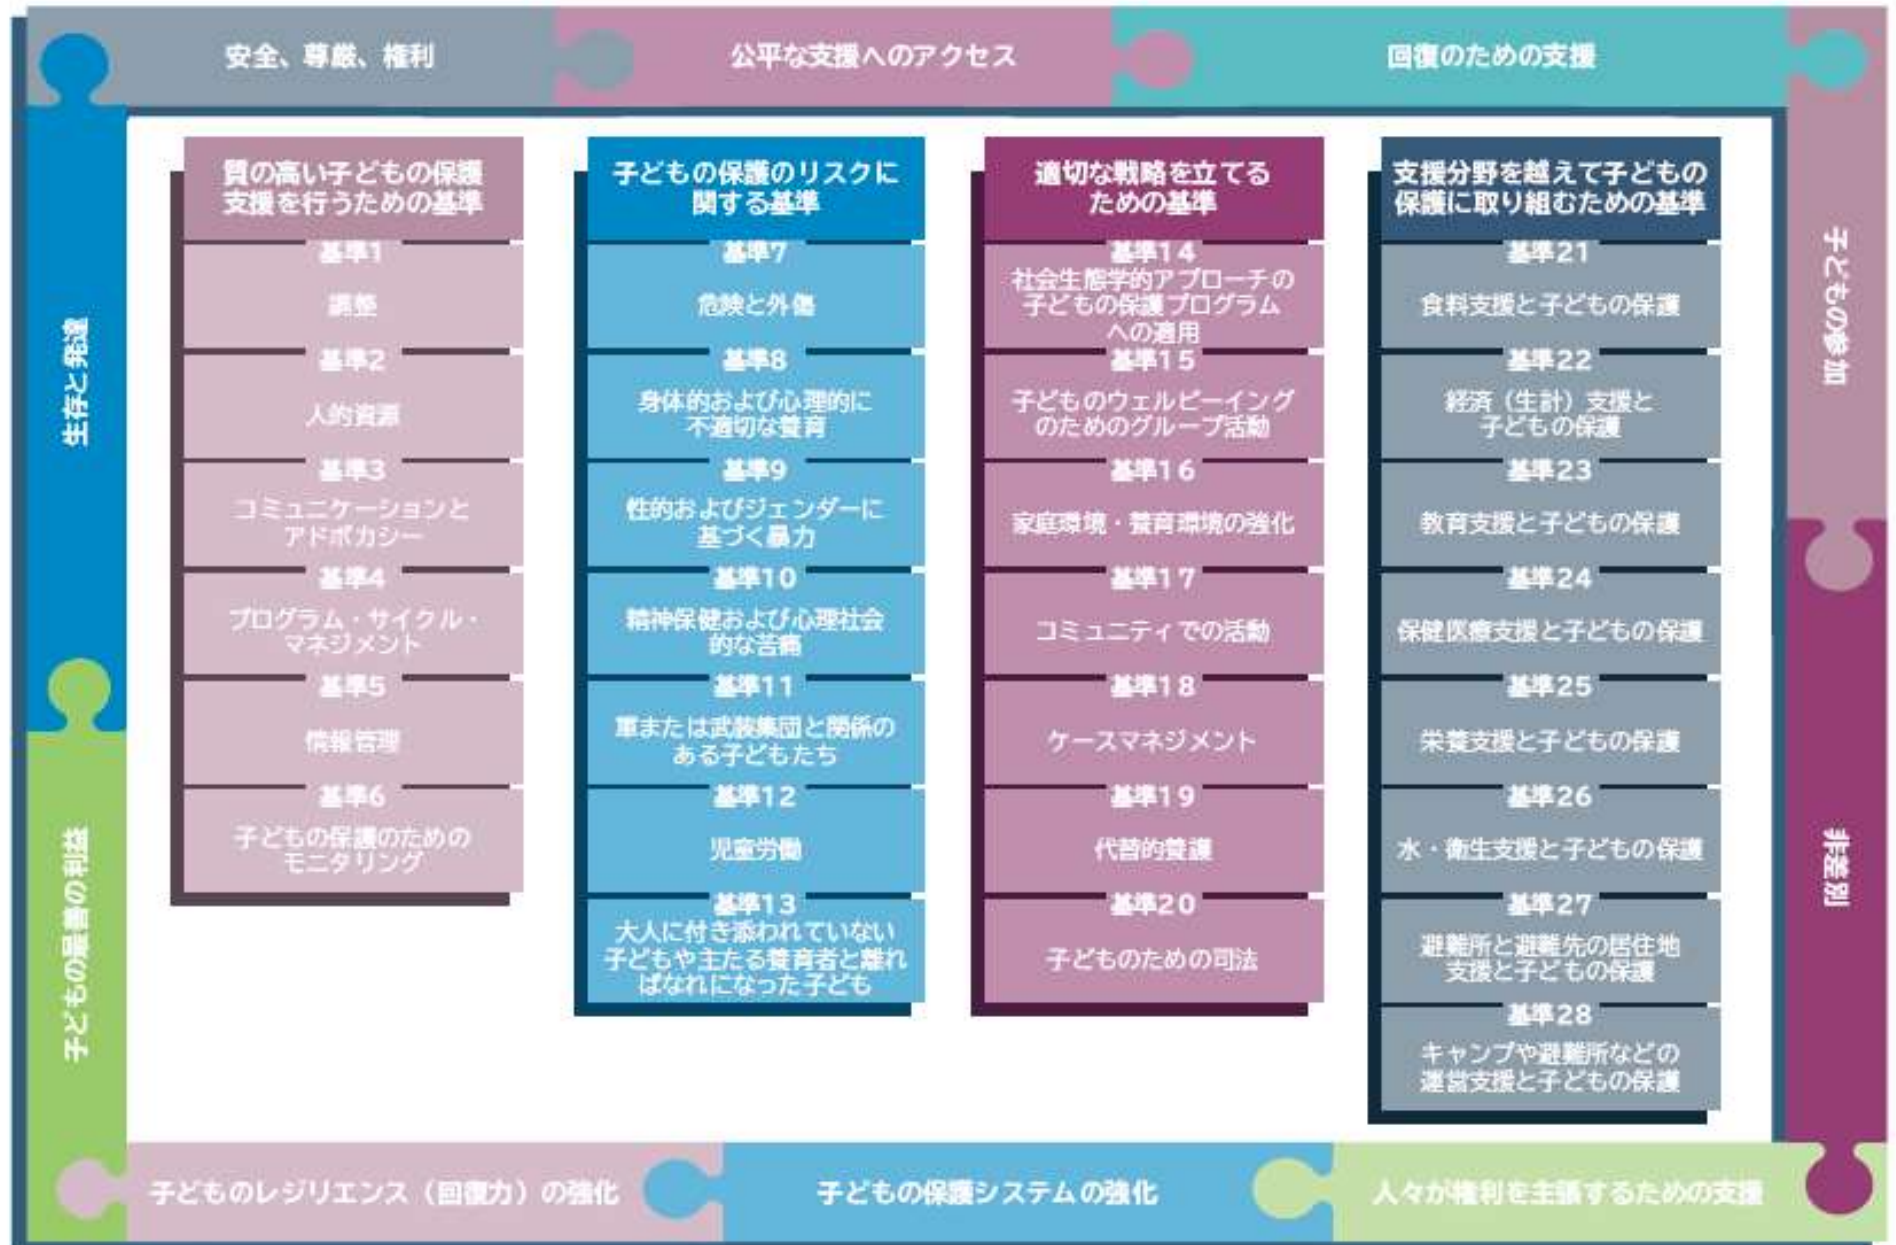 安全、尊厳、権利
公平な支援へのアクセス
回復のための支援
生存と発達
子どもの最善の利益
質の高い子どもの保護
支援を行うための基準
基準1
調整
基準2
人的資源
基準3
コミュニケーションと
アドボカシー
基準4
プログラム・サイクル・
マネジメント
基準5
情報管理
基準6
子どもの保護のための
モニタリング
子どもの保護のリスクに
関する基準
基準7
危険と外傷
基準8
身体的および心理的に
不適切な養育
基準9
性的およびジェンダーに
基づく暴力
基準10
精神保健および心理社会
的な苦痛
基準11
軍または武装集団と関係の
ある子どもたち
基準12
児童労働
基準13
大人に付き添われていない
子どもや主たる養育者と離れ
ばなれになった子ども
適切な戦略を立てる
ための基準
基準14
社会生態学的アプローチの
子どもの保護プログラム
への適用
基準15
子どものウェルビーイング
のためのグループ活動
基準16
家庭環境・養育環境の強化
基準17
コミュニティでの活動
基準18
ケースマネジメント
基準19
代替的養護
基準20
子どものための司法
支援分野を越えて子どもの
保護に取り組むための基準
基準21
食料支援と子どもの保護
基準22
経済（生計）支援と
子どもの保護
基準23
教育支援と子どもの保護
基準24
保健医療支援と子どもの保護
基準25
栄養支援と子どもの保護
基準26
水・衛生支援と子どもの保護
基準27
避難所と避難先の居住地
支援と子どもの保護
基準28
キャンプや避難所などの
運営支援と子どもの保護
子どもの参加
非差別
子どものレジリエンス（回復力）の強化
子どもの保護システムの強化
人々が権利を主張するための支援